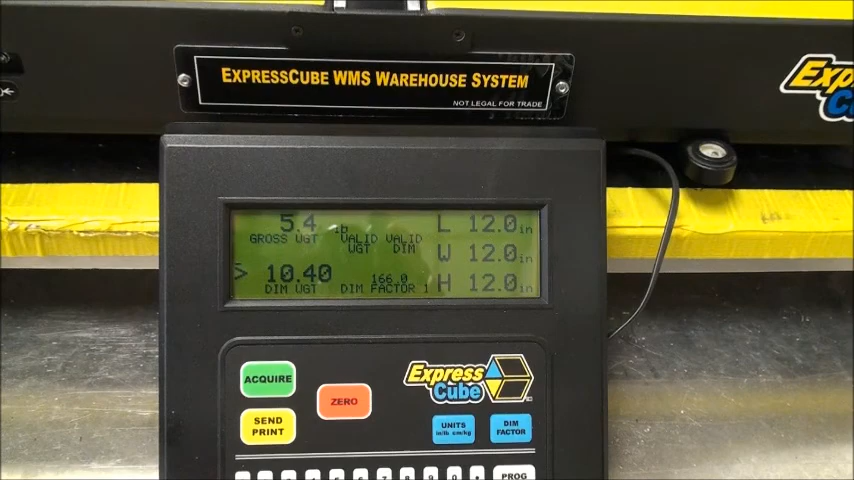 EXPRESSCUBE WMS WAREHOUSE SYSTEM
NOT LEGAL FOR TRADE
5.4 lb
GROSS WGT
VALID WGT
VALID DIM
L 12.0 in
W 12.0 in
> 10.40
DIM WGT
166.0
DIM FACTOR 1
H 12.0 in
ACQUIRE
Express Cube
ZERO
SEND PRINT
UNITS
in/lb cm/kg
DIM FACTOR
PROG